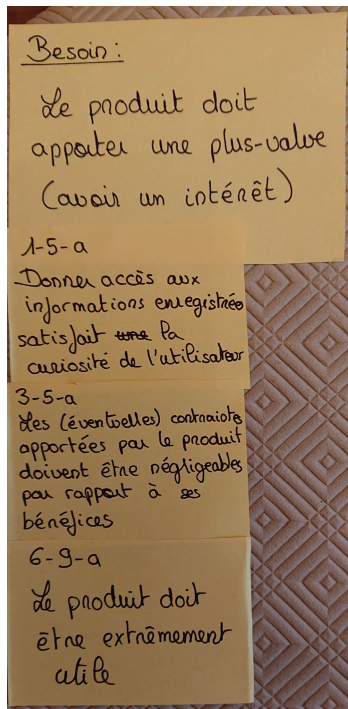 Besoin :
Le produit doit
apporter une plus-value
(avoir un intérêt)
1-5-a
Donner accès aux
informations enregistrées
satisfait une la
curiosité de l'utilisateur
3-5-a
Les (éventuelles) contraintes
apportées par le produit
doivent être négligeables
par rapport à ses
bénéfices
6-9-a
Le produit doit
être extrêmement
utile